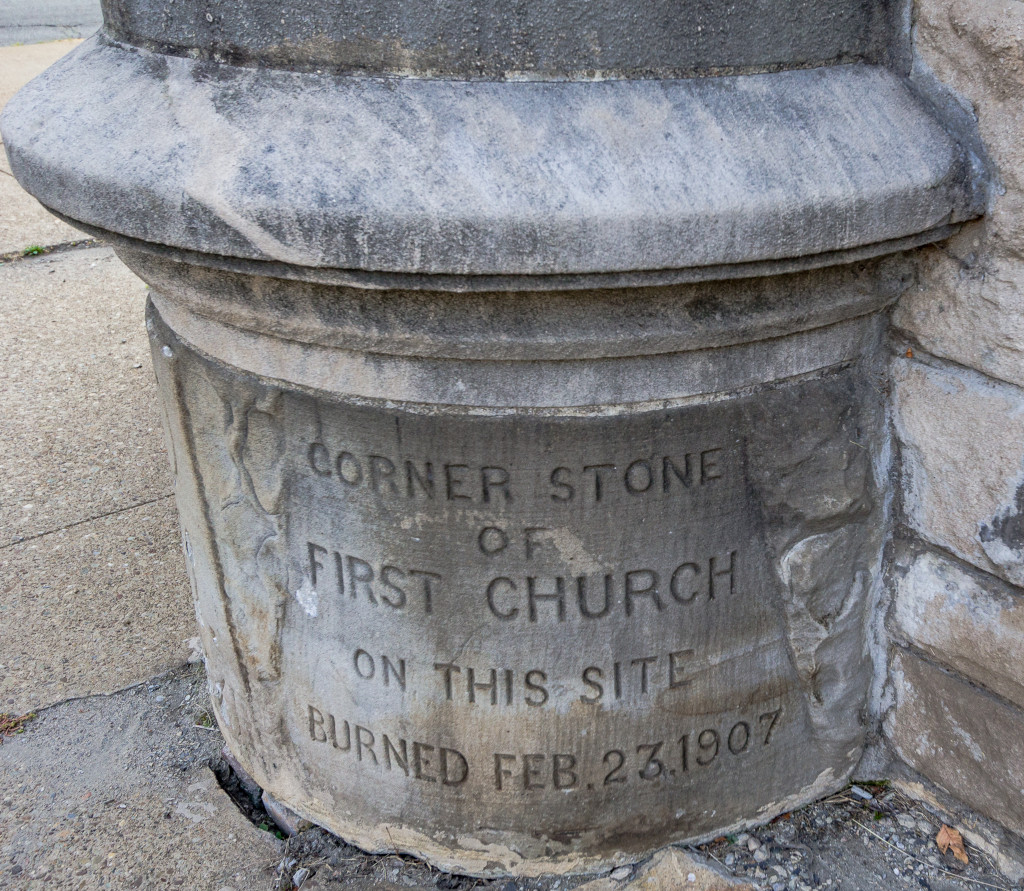 CORNER STONE
OF
FIRST CHURCH
ON THIS SITE
BURNED FEB. 23. 1907